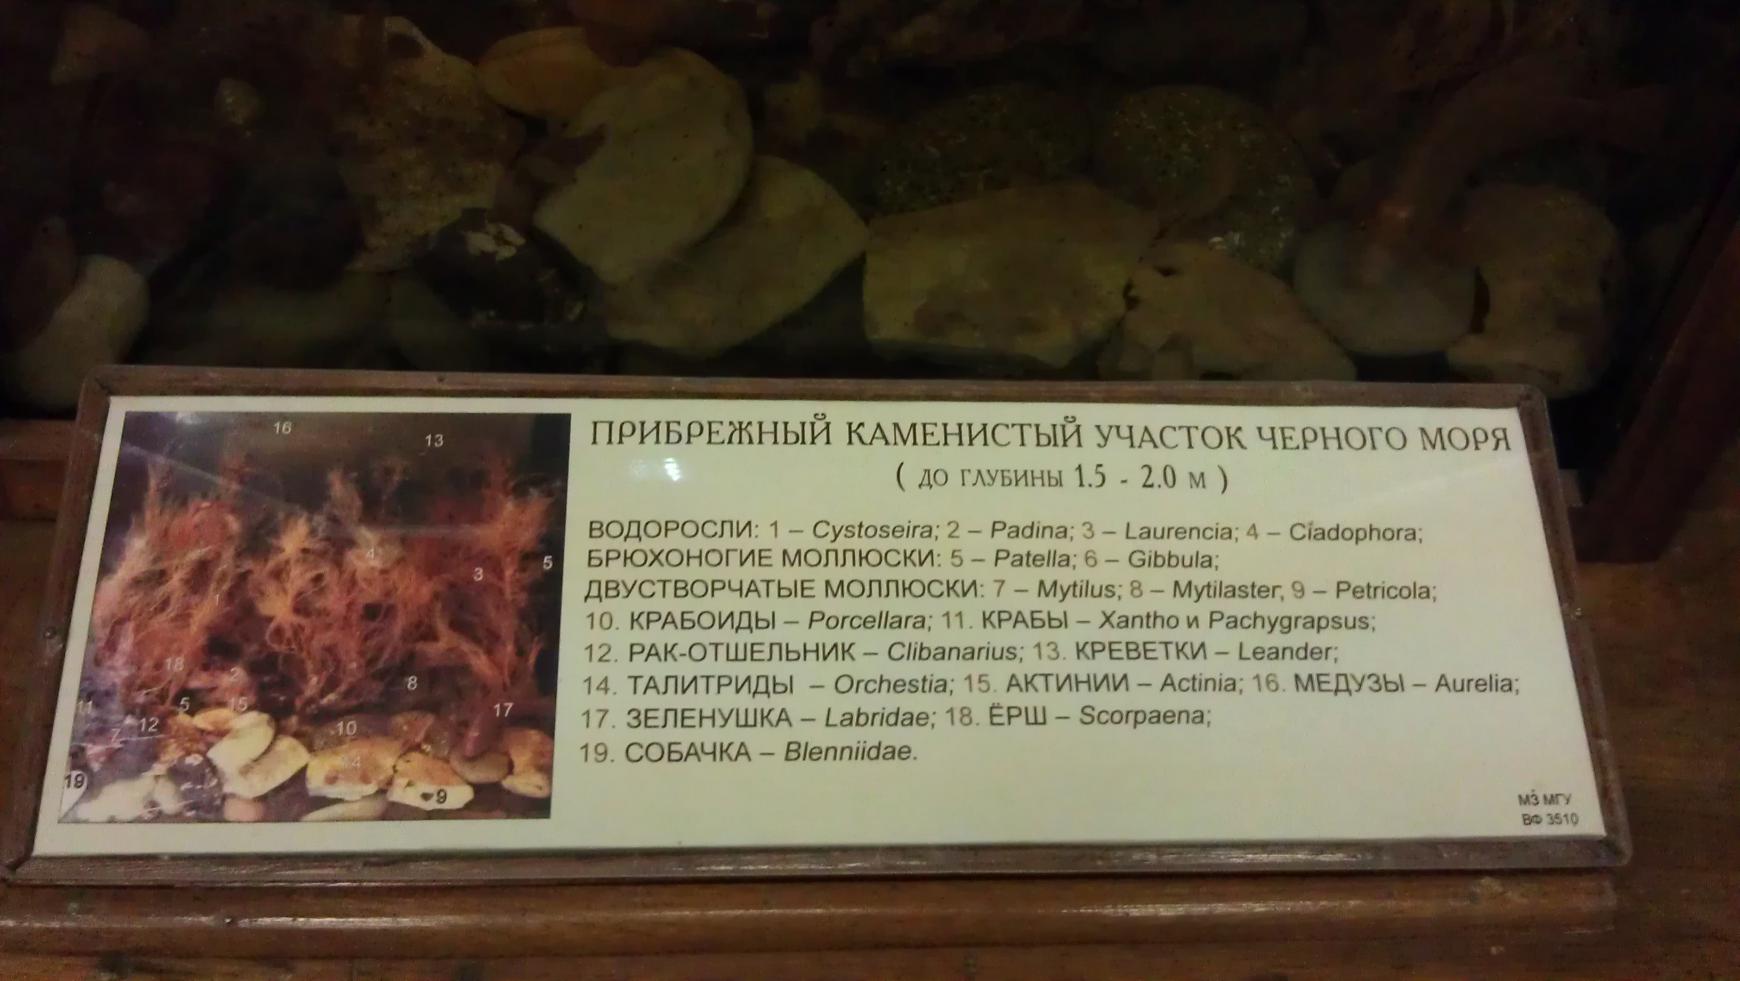 ПРИБРЕЖНЫЙ КАМЕНИСТЫЙ УЧАСТОК ЧЕРНОГО МОРЯ
( ДО ГЛУБИНЫ 1.5 - 2.0 М )
ВОДОРОСЛИ: 1 – Cystoseira; 2 – Padina; 3 – Laurencia; 4 – Cladophora;
БРЮХОНОГИЕ МОЛЛЮСКИ: 5 – Patella; 6 – Gibbula;
ДВУСТВОРЧАТЫЕ МОЛЛЮСКИ: 7 – Mytilus; 8 – Mytilaster, 9 – Petricola;
10. КРАБОИДЫ – Porcellara; 11. КРАБЫ – Xantho и Pachygrapsus;
12. РАК-ОТШЕЛЬНИК – Clibanarius; 13. КРЕВЕТКИ – Leander;
14. ТАЛИТРИДЫ – Orchestia; 15. АКТИНИИ – Actinia; 16. МЕДУЗЫ – Aurelia;
17. ЗЕЛЕНУШКА – Labridae; 18. ЁРШ – Scorpaena;
19. СОБАЧКА – Blenniidae.
МЗ МГУ
ВФ 3510
16
13
4
5
3
1
18
2
8
11
5
15
17
12
7
10
14
19
9